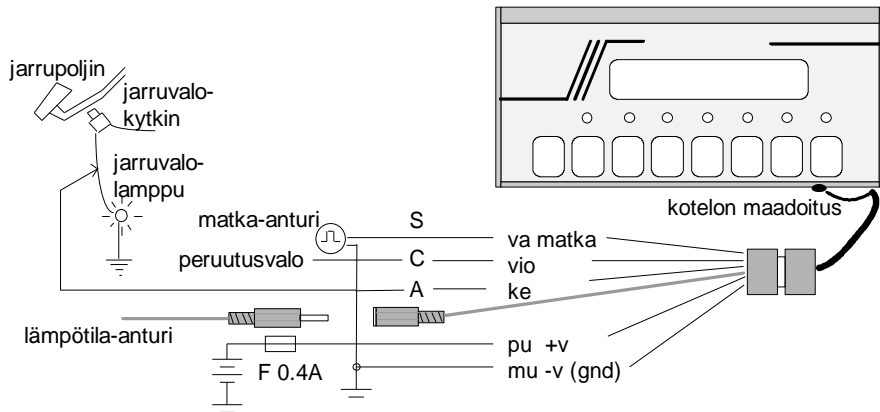 jarrupoljin
jarruvalo-
kytkin
jarruvalo-
lamppu
kotelon maadoitus
matka-anturi
S
va matka
peruutusvalo
C
vio
A
ke
lämpötila-anturi
pu +v
F 0.4A
mu -v (gnd)